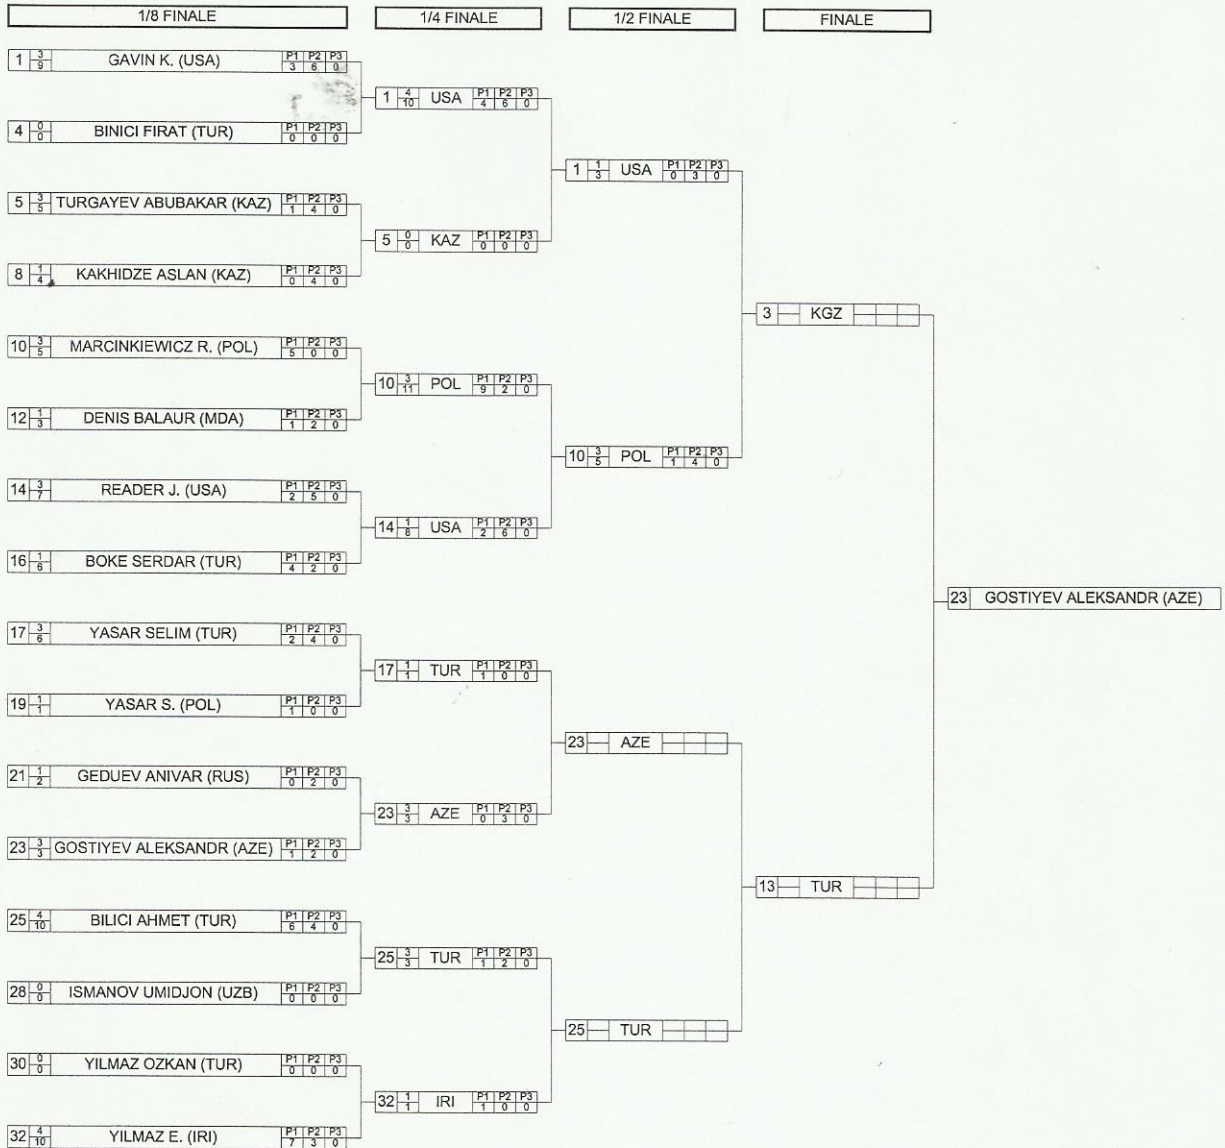 1/8 FINALE 1/4 FINALE 1/2 FINALE FINALE
1 3 9 GAVIN K. (USA) P1 P2 P3 3 6 0
1 4 10 USA P1 P2 P3 4 6 0
4 0 0 BINICI FIRAT (TUR) P1 P2 P3 0 0 0
1 1 3 USA P1 P2 P3 0 3 0
5 3 5 TURGAYEV ABUBAKAR (KAZ) P1 P2 P3 1 4 0
5 0 0 KAZ P1 P2 P3 0 0 0
8 1 4 KAKHIDZE ASLAN (KAZ) P1 P2 P3 0 4 0
3 KGZ
10 3 5 MARCINKIEWICZ R. (POL) P1 P2 P3 5 0 0
10 3 11 POL P1 P2 P3 9 2 0
12 1 3 DENIS BALAUR (MDA) P1 P2 P3 1 2 0
10 3 5 POL P1 P2 P3 1 4 0
14 3 7 READER J. (USA) P1 P2 P3 2 5 0
14 1 8 USA P1 P2 P3 2 6 0
16 1 6 BOKE SERDAR (TUR) P1 P2 P3 4 2 0
23 GOSTIYEV ALEKSANDR (AZE)
17 3 6 YASAR SELIM (TUR) P1 P2 P3 2 4 0
17 1 1 TUR P1 P2 P3 1 0 0
19 1 1 YASAR S. (POL) P1 P2 P3 1 0 0
23 AZE
21 1 2 GEDUEV ANIVAR (RUS) P1 P2 P3 0 2 0
23 3 3 AZE P1 P2 P3 0 3 0
23 3 3 GOSTIYEV ALEKSANDR (AZE) P1 P2 P3 1 2 0
13 TUR
25 4 10 BILICI AHMET (TUR) P1 P2 P3 6 4 0
25 3 3 TUR P1 P2 P3 1 2 0
28 0 0 ISMANOV UMIDJON (UZB) P1 P2 P3 0 0 0
25 TUR
30 0 0 YILMAZ OZKAN (TUR) P1 P2 P3 0 0 0
32 1 1 IRI P1 P2 P3 1 0 0
32 4 10 YILMAZ E. (IRI) P1 P2 P3 7 3 0